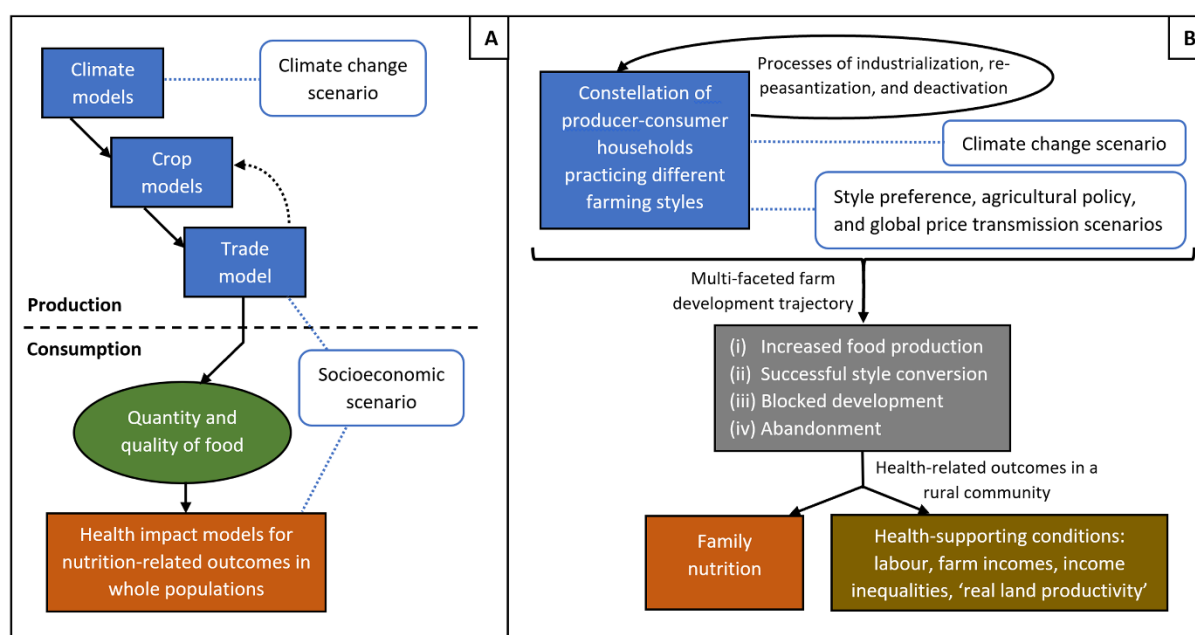 A
Climate
models
Climate change
scenario
Crop
models
Trade
model
Production
Consumption
Socioeconomic
scenario
Quantity and
quality of food
Health impact models for
nutrition-related outcomes in
whole populations
B
Processes of industrialization, re-
peasantization, and deactivation
Constellation of
producer-consumer
households
practicing different
farming styles
Climate change scenario
Style preference, agricultural policy,
and global price transmission scenarios
Multi-faceted farm
development trajectory
(i) Increased food production
(ii) Successful style conversion
(iii) Blocked development
(iv) Abandonment
Health-related outcomes in a
rural community
Family
nutrition
Health-supporting conditions:
labour, farm incomes, income
inequalities, ‘real land productivity’